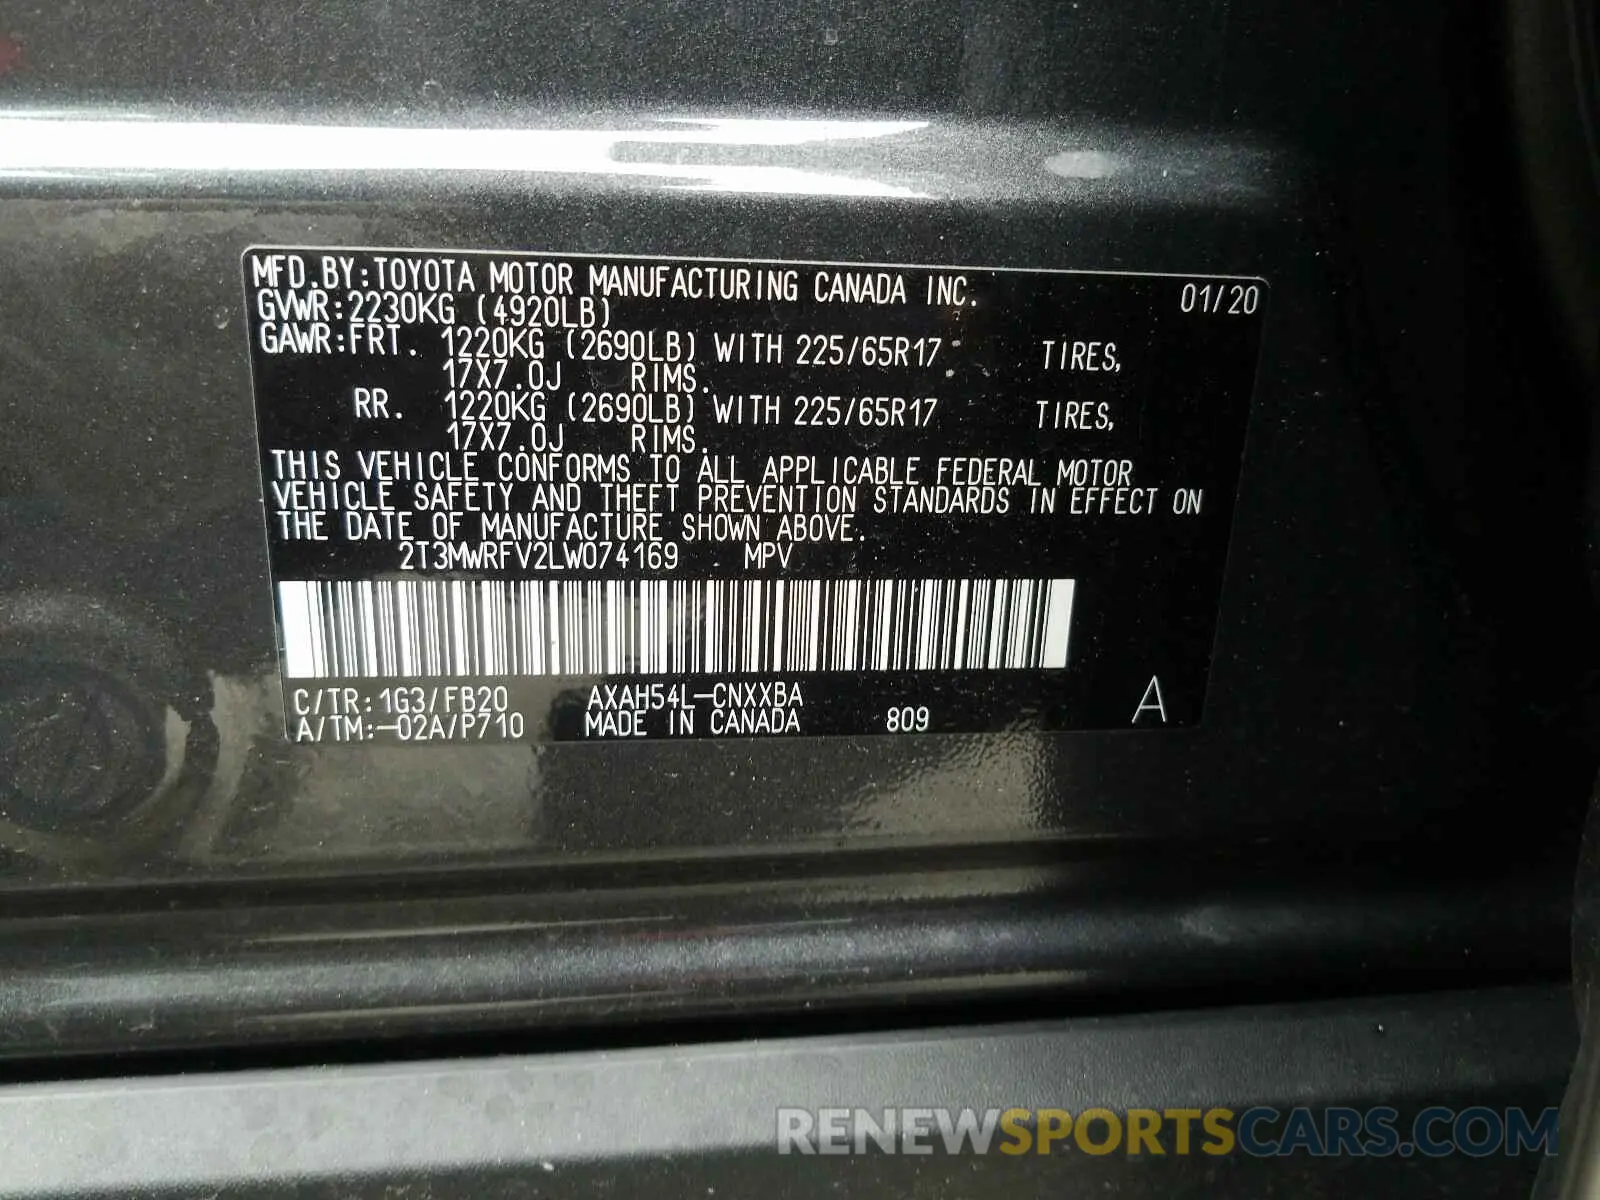 MFD.BY:TOYOTA MOTOR MANUFACTURING CANADA INC. 01/20
GVWR:2230KG (4920LB)
GAWR:FRT. 1220KG (2690LB) WITH 225/65R17 TIRES,
17X7.0J RIMS.
RR. 1220KG (2690LB) WITH 225/65R17 TIRES,
17X7.0J RIMS.
THIS VEHICLE CONFORMS TO ALL APPLICABLE FEDERAL MOTOR
VEHICLE SAFETY AND THEFT PREVENTION STANDARDS IN EFFECT ON
THE DATE OF MANUFACTURE SHOWN ABOVE.
2T3MWRFV2LW074169 MPV
C/TR:1G3/FB20 AXAH54L-CNXXBA A
A/TM:-02A/P710 MADE IN CANADA 809
RENEWSPORTSCARS.COM